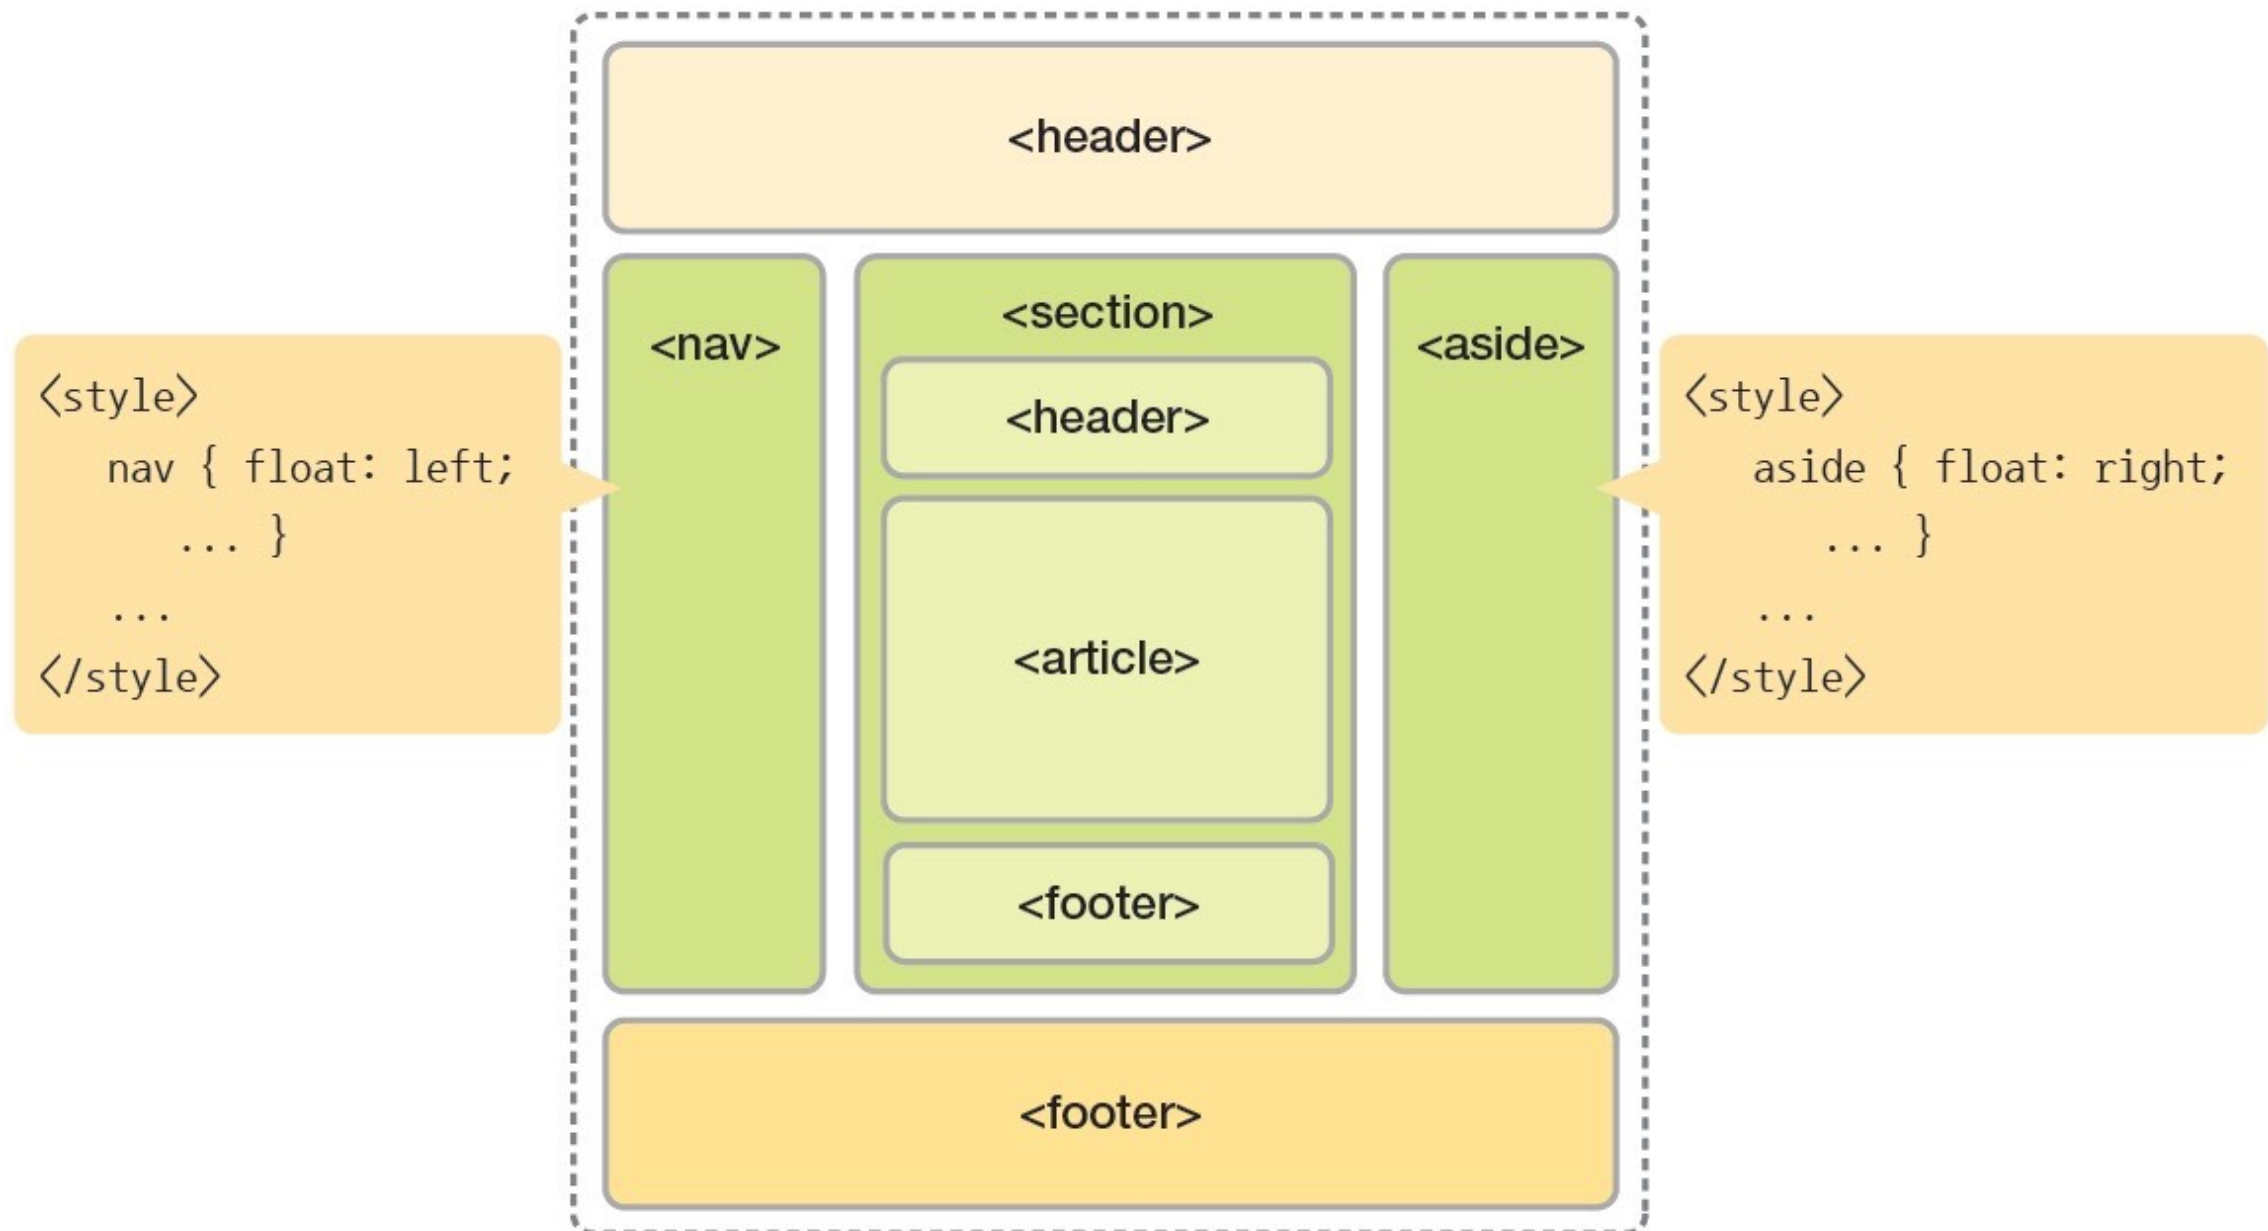 <header>
<nav>
<section>
<aside>
<header>
<article>
<footer>
<footer>
<style>
nav { float: left;
... }
...
</style>
<style>
aside { float: right;
... }
...
</style>